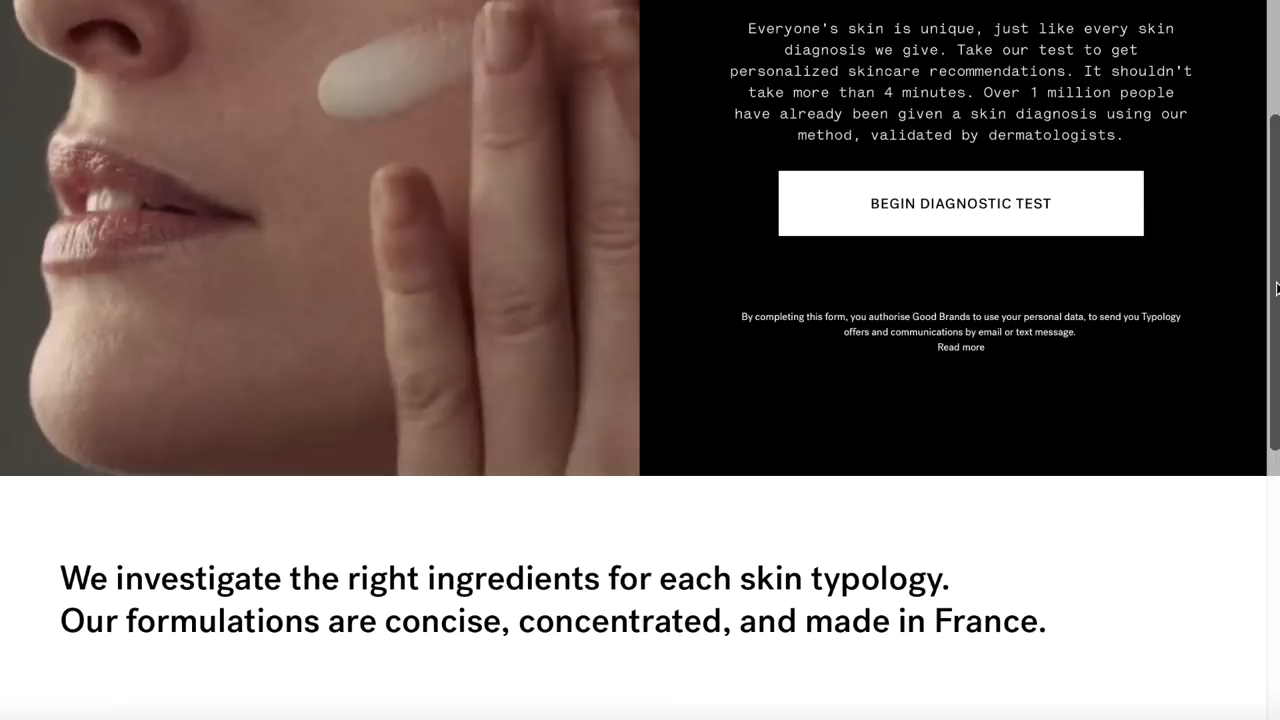 Everyone's skin is unique, just like every skin
diagnosis we give. Take our test to get
personalized skincare recommendations. It shouldn't
take more than 4 minutes. Over 1 million people
have already been given a skin diagnosis using our
method, validated by dermatologists.
BEGIN DIAGNOSTIC TEST
By completing this form, you authorise Good Brands to use your personal data, to send you Typology
offers and communications by email or text message.
Read more
We investigate the right ingredients for each skin typology.
Our formulations are concise, concentrated, and made in France.